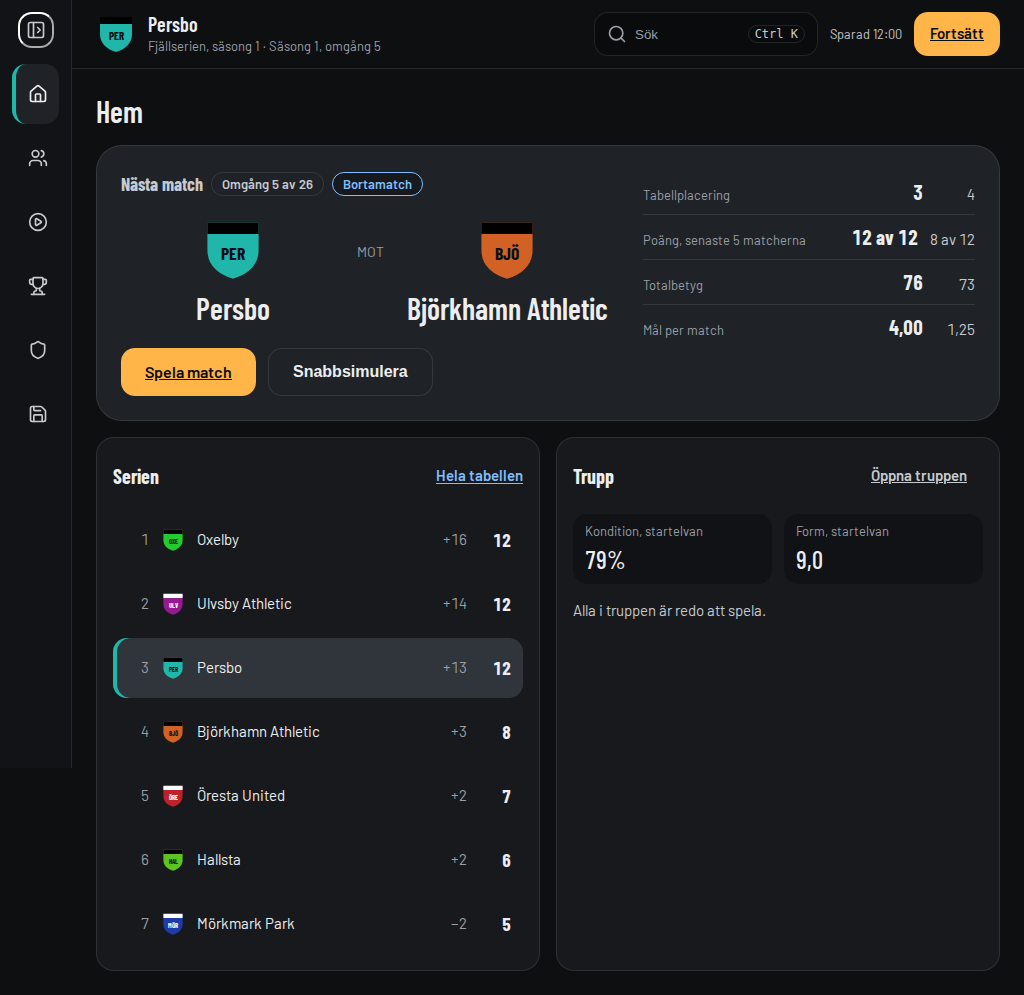 PER
Persbo
Fjällserien, säsong 1 · Säsong 1, omgång 5
Sök
Ctrl K
Sparad 12:00
Fortsätt
Hem
Nästa match
Omgång 5 av 26
Bortamatch
PER
MOT
BJÖ
Persbo
Björkhamn Athletic
Spela match
Snabbsimulera
Tabellplacering 3 4
Poäng, senaste 5 matcherna 12 av 12 8 av 12
Totalbetyg 76 73
Mål per match 4,00 1,25
Serien
Hela tabellen
1 OXE Oxelby +16 12
2 ULV Ulvsby Athletic +14 12
3 PER Persbo +13 12
4 BJÖ Björkhamn Athletic +3 8
5 ÖRE Öresta United +2 7
6 HAL Hallsta +2 6
7 MÖR Mörkmark Park −2 5
Trupp
Öppna truppen
Kondition, startelvan
79%
Form, startelvan
9,0
Alla i truppen är redo att spela.